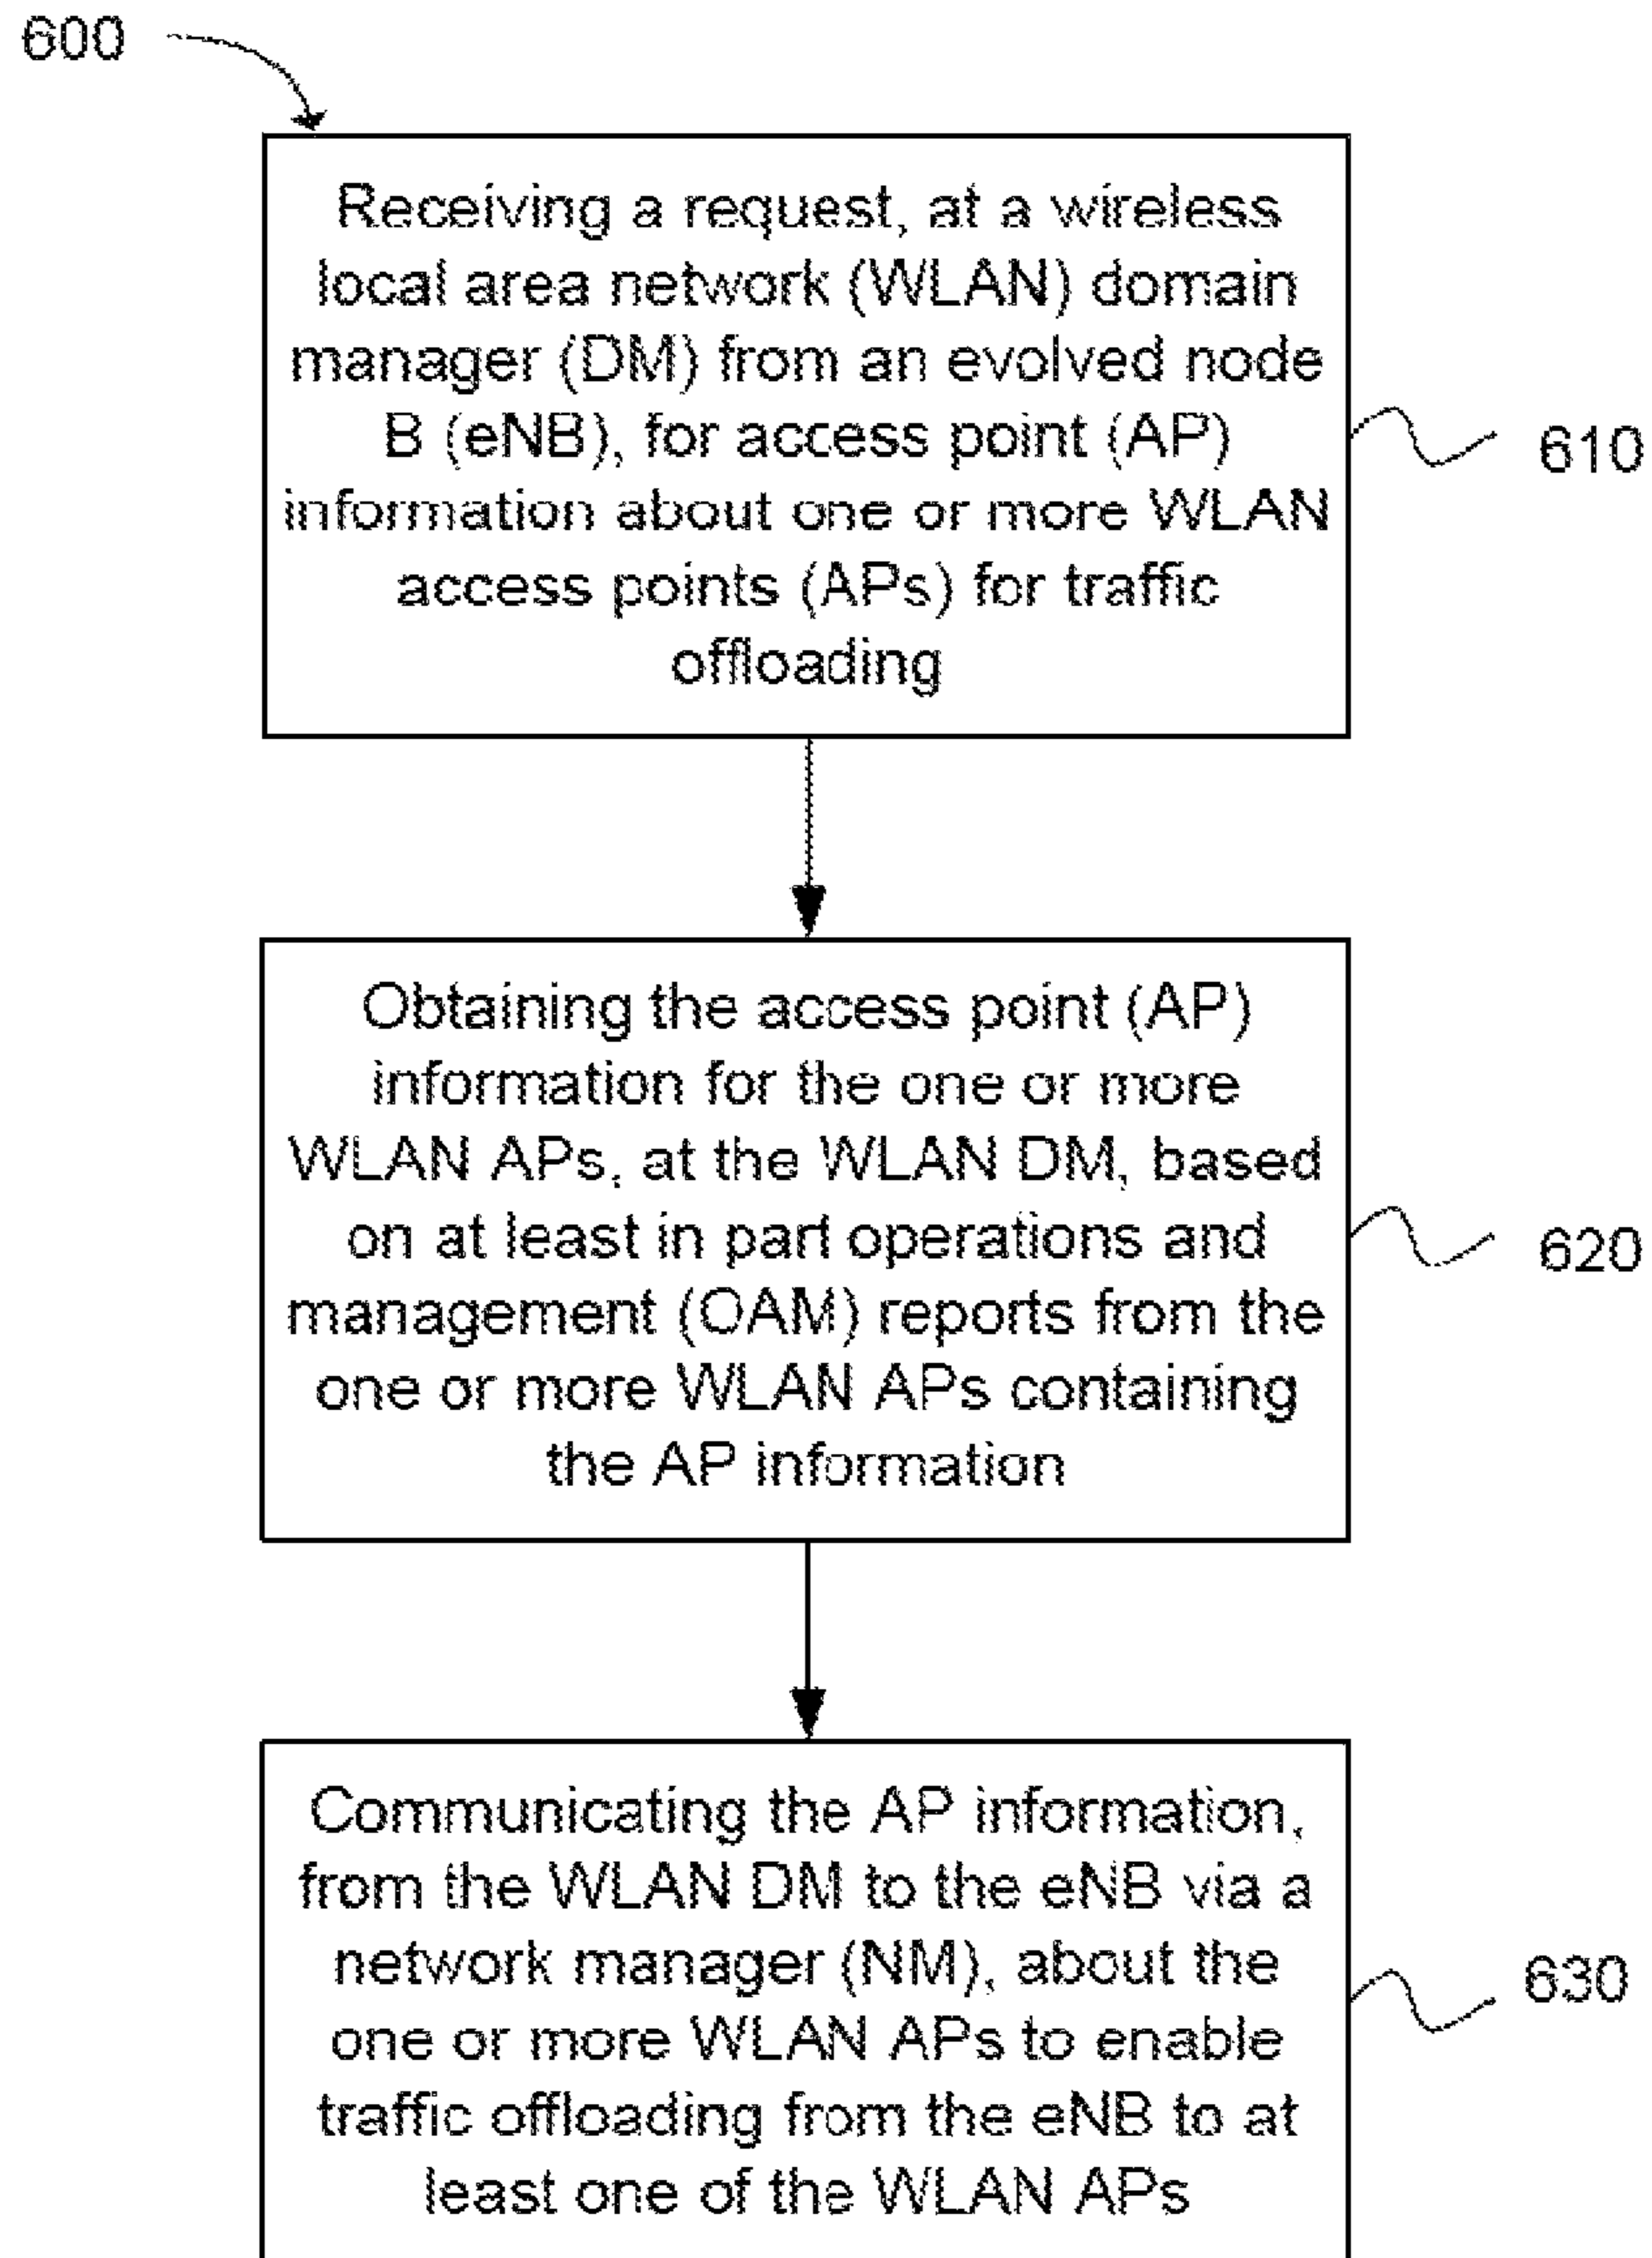 600
Receiving a request, at a wireless
local area network (WLAN) domain
manager (DM) from an evolved node
B (eNB), for access point (AP)
information about one or more WLAN
access points (APs) for traffic
offloading
610
Obtaining the access point (AP)
information for the one or more
WLAN APs, at the WLAN DM, based
on at least in part operations and
management (OAM) reports from the
one or more WLAN APs containing
the AP information
620
Communicating the AP information,
from the WLAN DM to the eNB via a
network manager (NM), about the
one or more WLAN APs to enable
traffic offloading from the eNB to at
least one of the WLAN APs
630